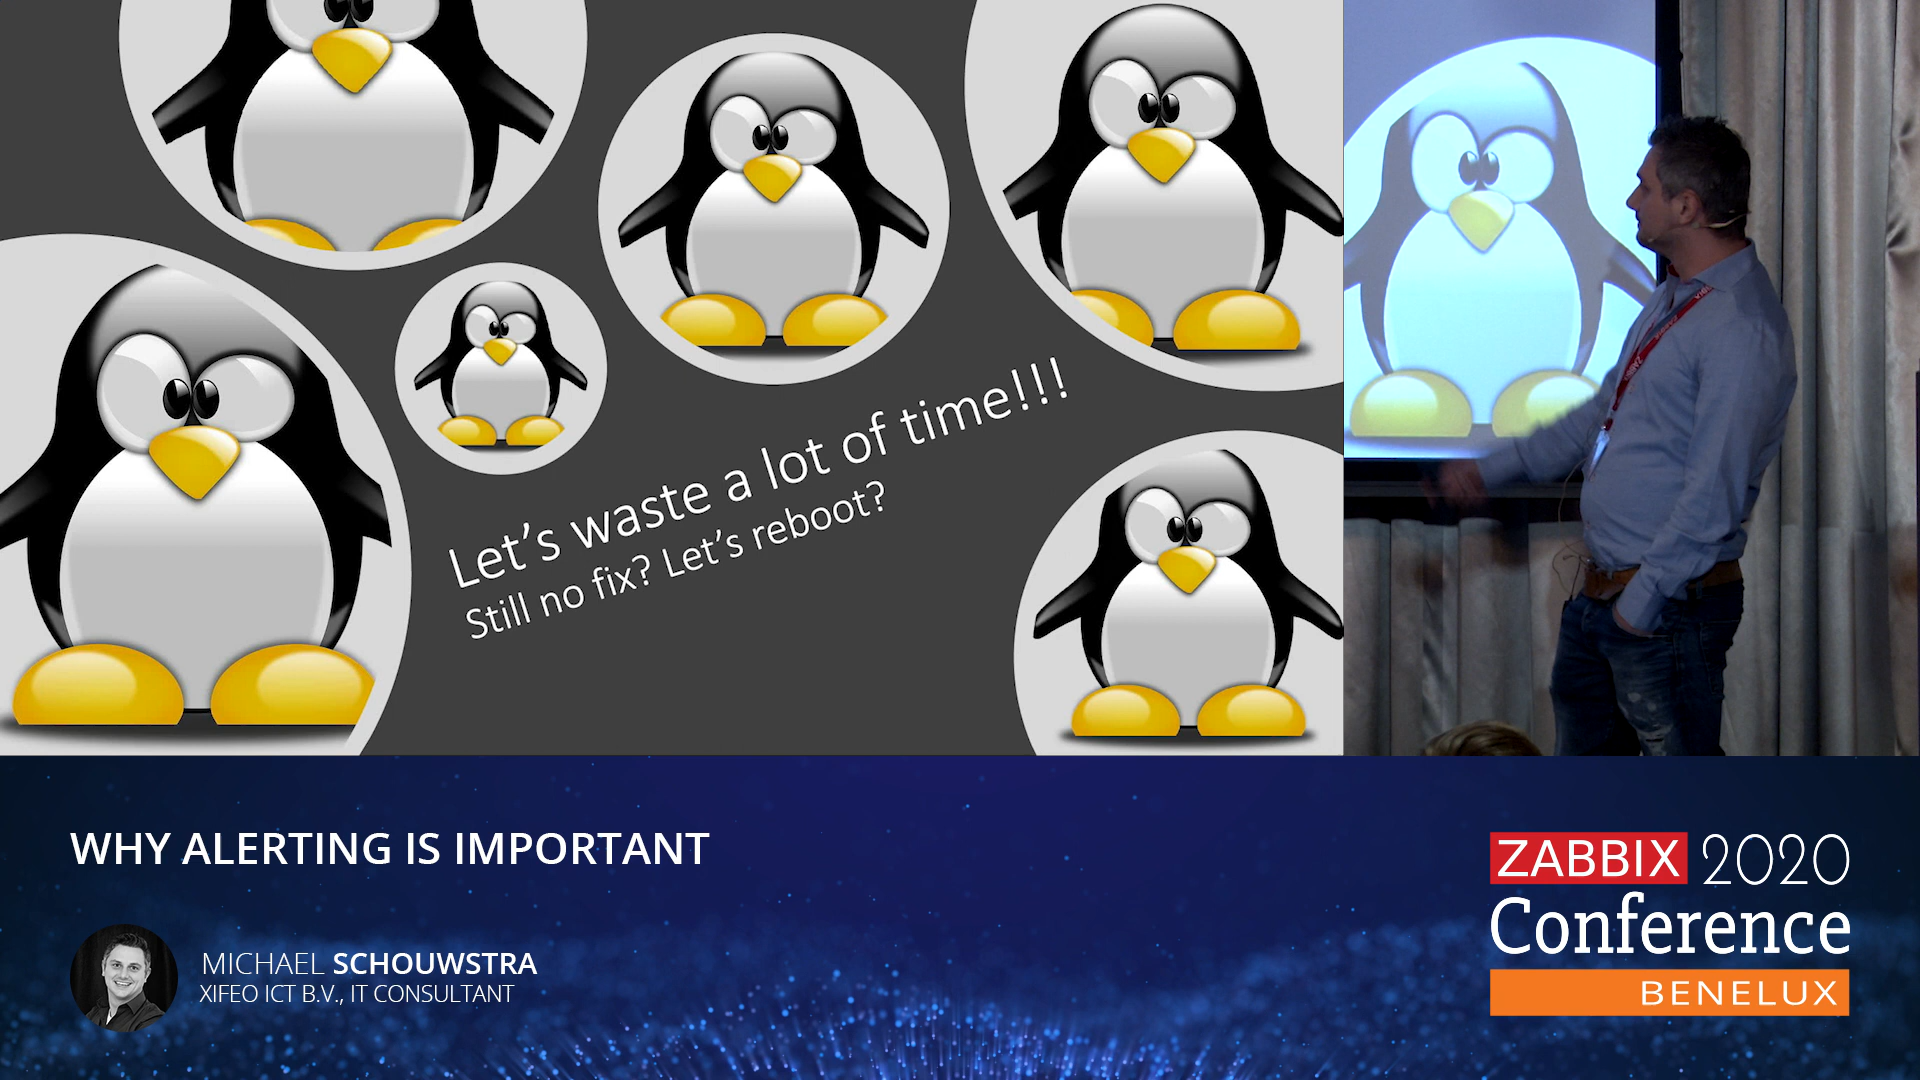 Let's waste a lot of time!!!
Still no fix? Let's reboot?
ZABBIX
WHY ALERTING IS IMPORTANT
MICHAEL SCHOUWSTRA
XIFEO ICT B.V., IT CONSULTANT
ZABBIX 2020
Conference
BENELUX